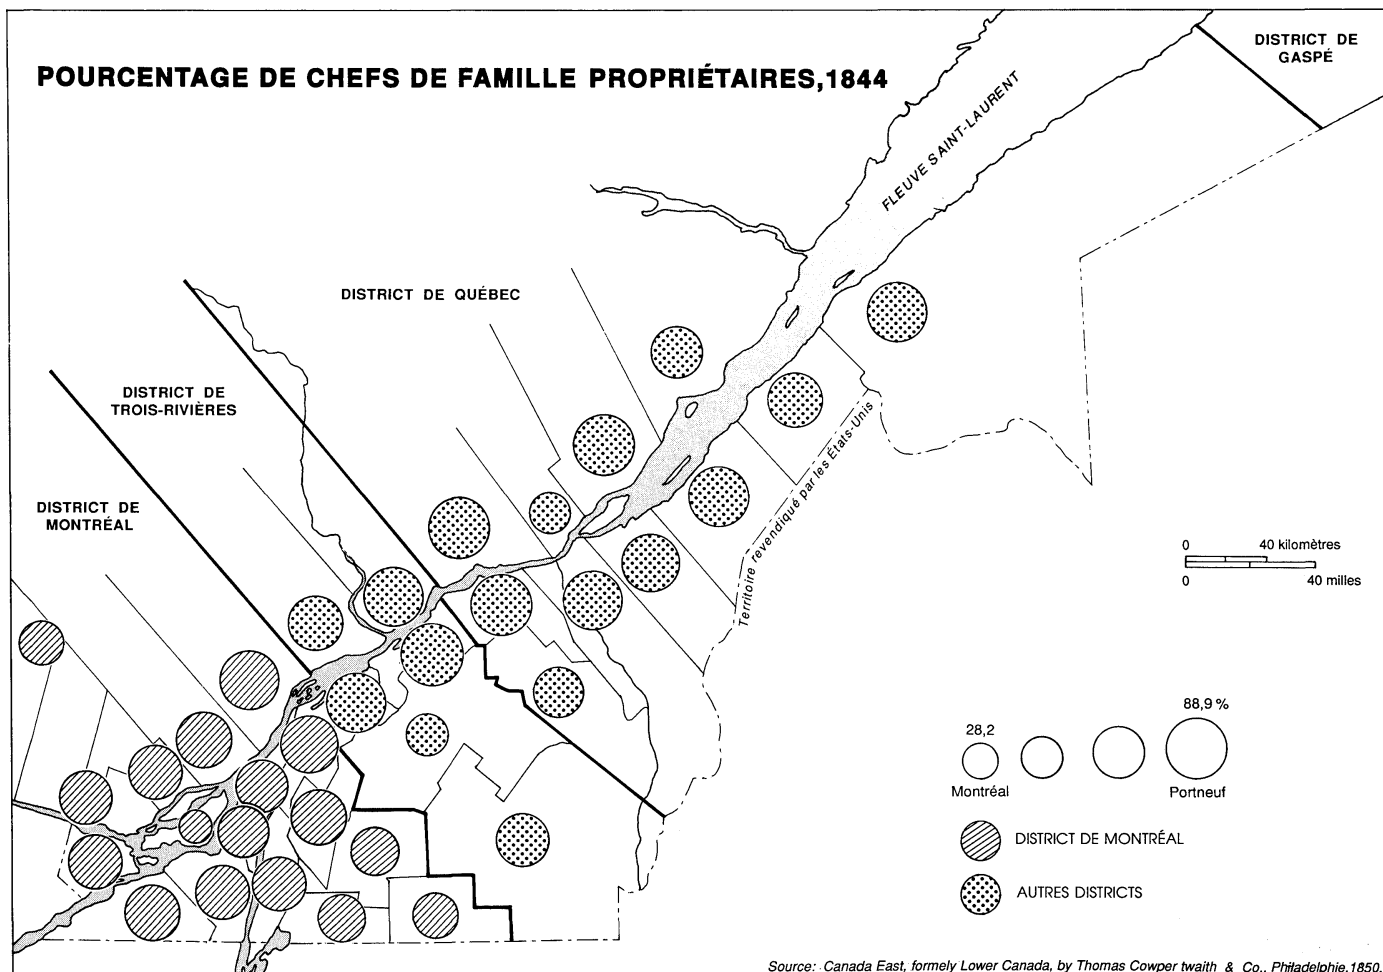 POURCENTAGE DE CHEFS DE FAMILLE PROPRIÉTAIRES,1844
DISTRICT DE
GASPÉ
FLEUVE SAINT-LAURENT
DISTRICT DE QUÉBEC
DISTRICT DE
TROIS-RIVIÈRES
DISTRICT DE
MONTRÉAL
Territoire revendiqué par les États-Unis
0 40 kilomètres
0 40 milles
28,2 88,9 %
Montréal Portneuf
DISTRICT DE MONTRÉAL
AUTRES DISTRICTS
Source: Canada East, formely Lower Canada, by Thomas Cowper twaith & Co., Philadelphie,1850.